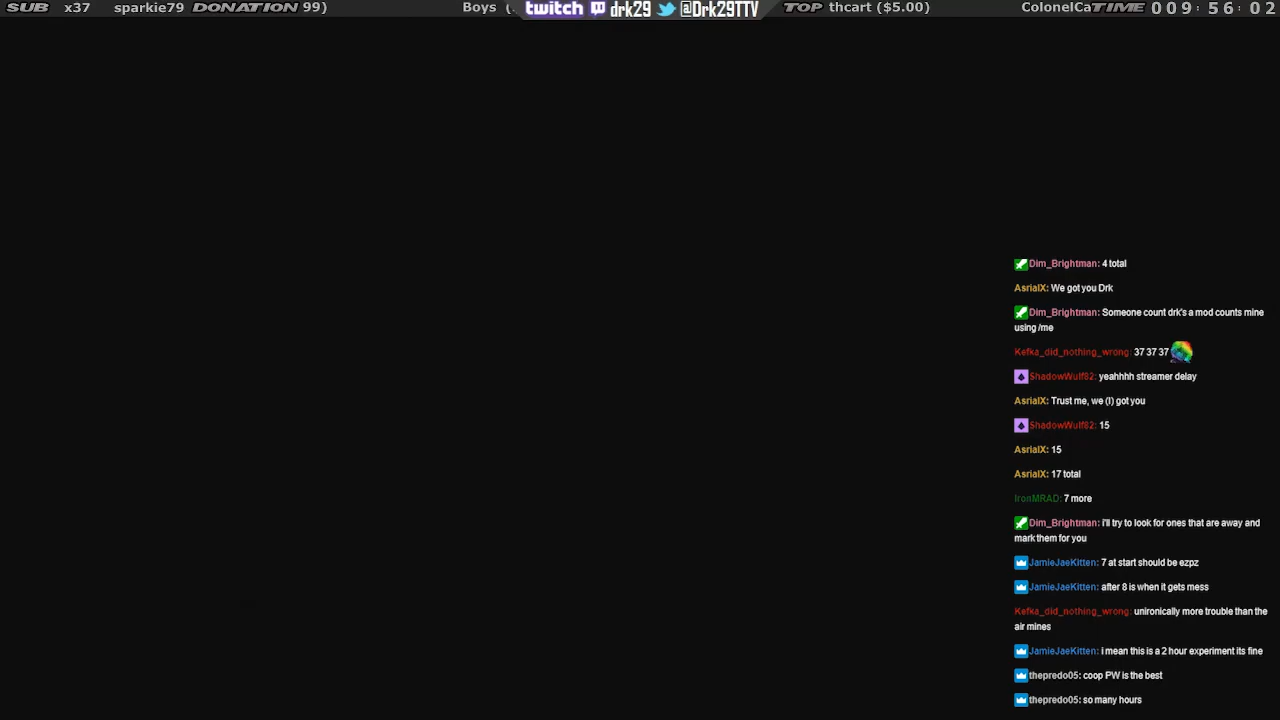 SUB x37 sparkie79 DONATION 99) Boys ( twitch drk29 @Drk29TTV TOP thcart ($5.00) ColonelCa TIME 009:56:02
Dim_Brightman: 4 total
AsrialX: We got you Drk
Dim_Brightman: Someone count drk's a mod counts mine
using /me
Kefka_did_nothing_wrong: 37 37 37
ShadowWulf82: yeahhhh streamer delay
AsrialX: Trust me, we (I) got you
ShadowWulf82: 15
AsrialX: 15
AsrialX: 17 total
IronMRAD: 7 more
Dim_Brightman: i'll try to look for ones that are away and
mark them for you
JamieJaeKitten: 7 at start should be ezpz
JamieJaeKitten: after 8 is when it gets mess
Kefka_did_nothing_wrong: unironically more trouble than the
air mines
JamieJaeKitten: i mean this is a 2 hour experiment its fine
thepredo05: coop PW is the best
thepredo05: so many hours